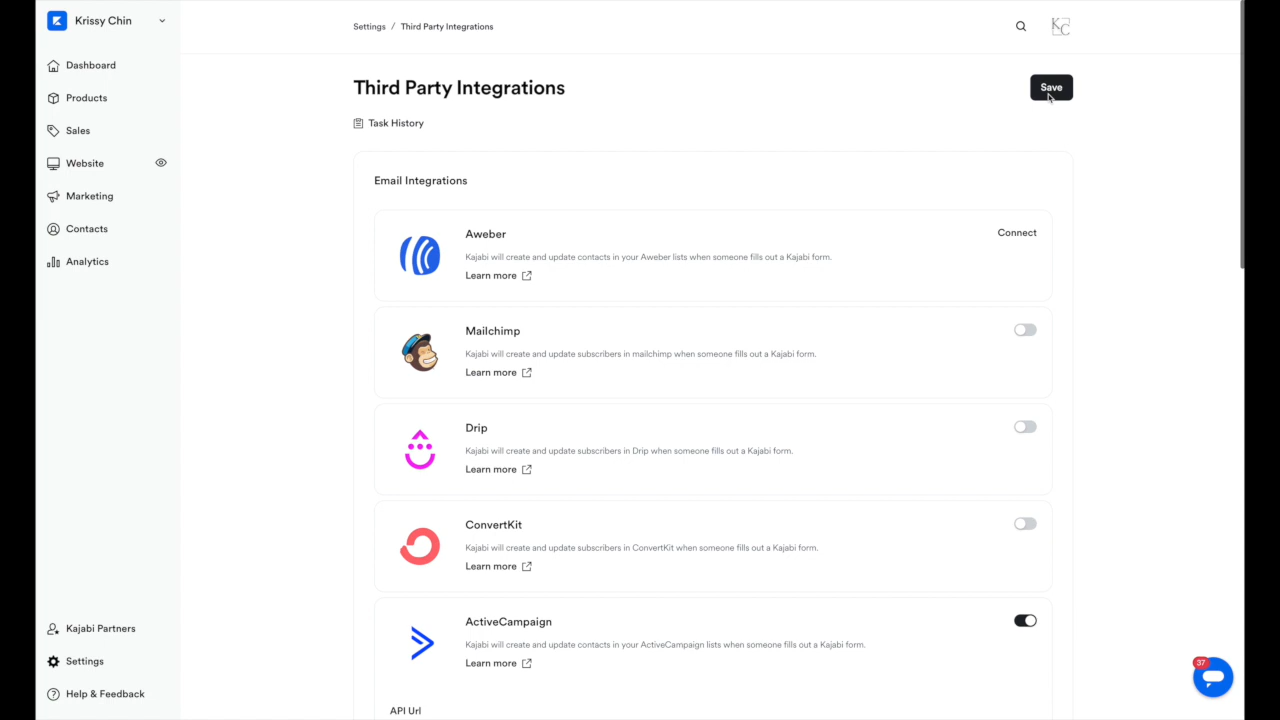 Krissy Chin
Dashboard
Products
Sales
Website
Marketing
Contacts
Analytics
Kajabi Partners
Settings
Help & Feedback
Settings / Third Party Integrations
KC
Third Party Integrations
Save
Task History
Email Integrations
Aweber
Connect
Kajabi will create and update contacts in your Aweber lists when someone fills out a Kajabi form.
Learn more
Mailchimp
Kajabi will create and update subscribers in mailchimp when someone fills out a Kajabi form.
Learn more
Drip
Kajabi will create and update subscribers in Drip when someone fills out a Kajabi form.
Learn more
ConvertKit
Kajabi will create and update subscribers in ConvertKit when someone fills out a Kajabi form.
Learn more
ActiveCampaign
Kajabi will create and update contacts in your ActiveCampaign lists when someone fills out a Kajabi form.
Learn more
API Url
37